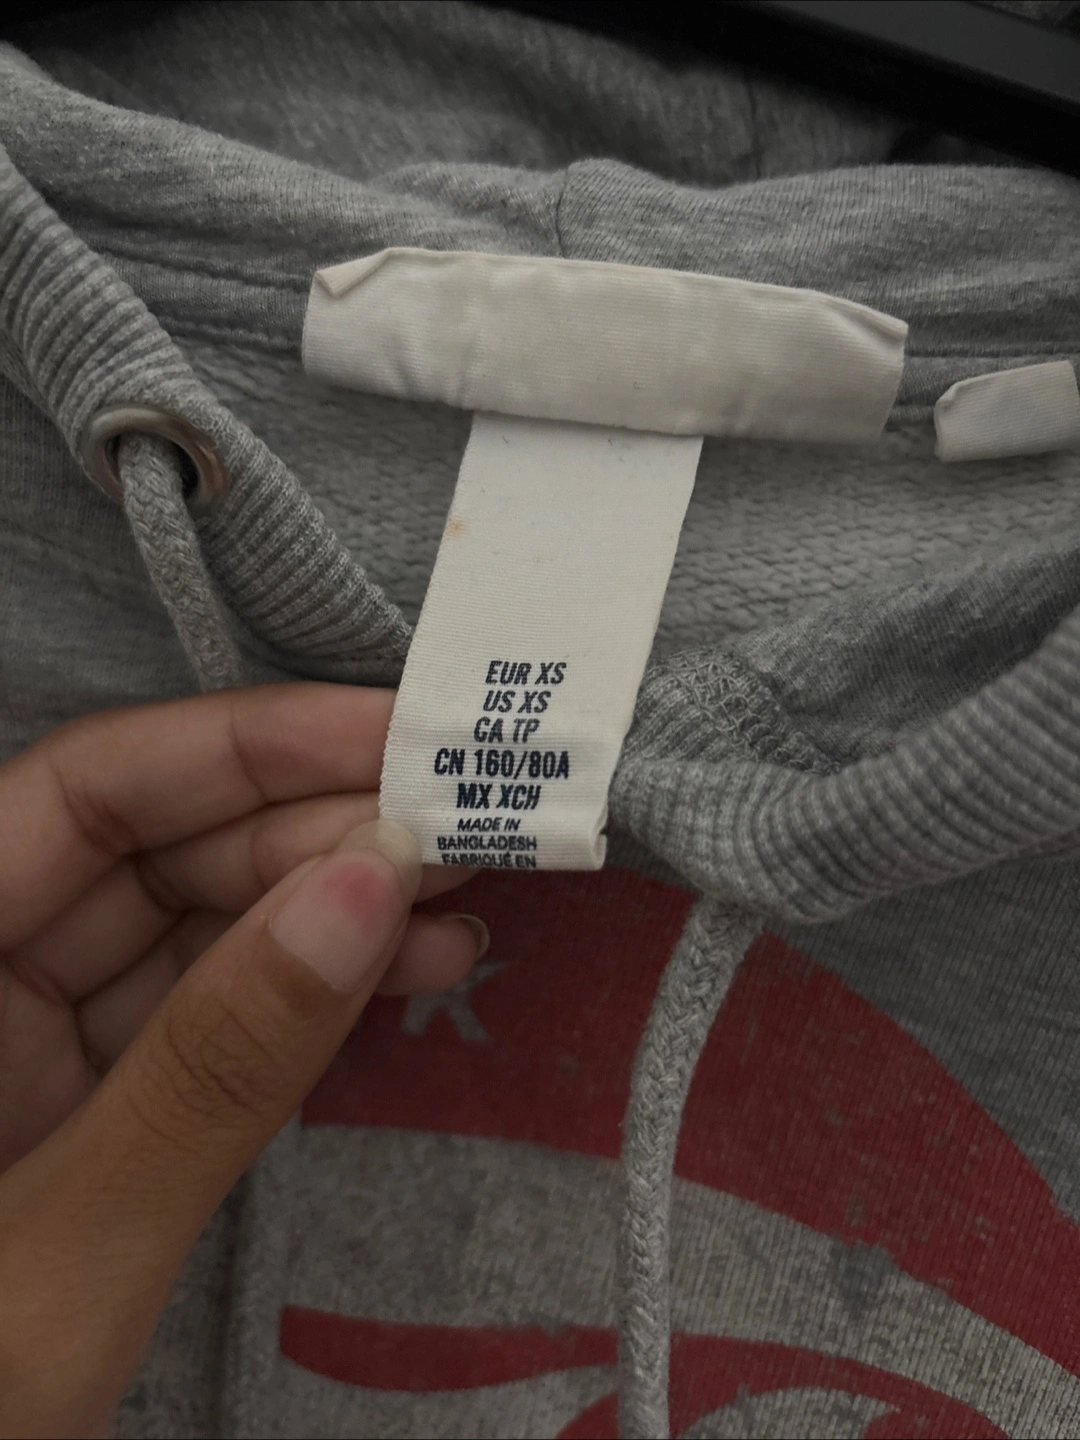 EUR XS
US XS
CA TP
CN 160/80A
MX XCH
MADE IN
BANGLADESH
FABRIQUÉ EN